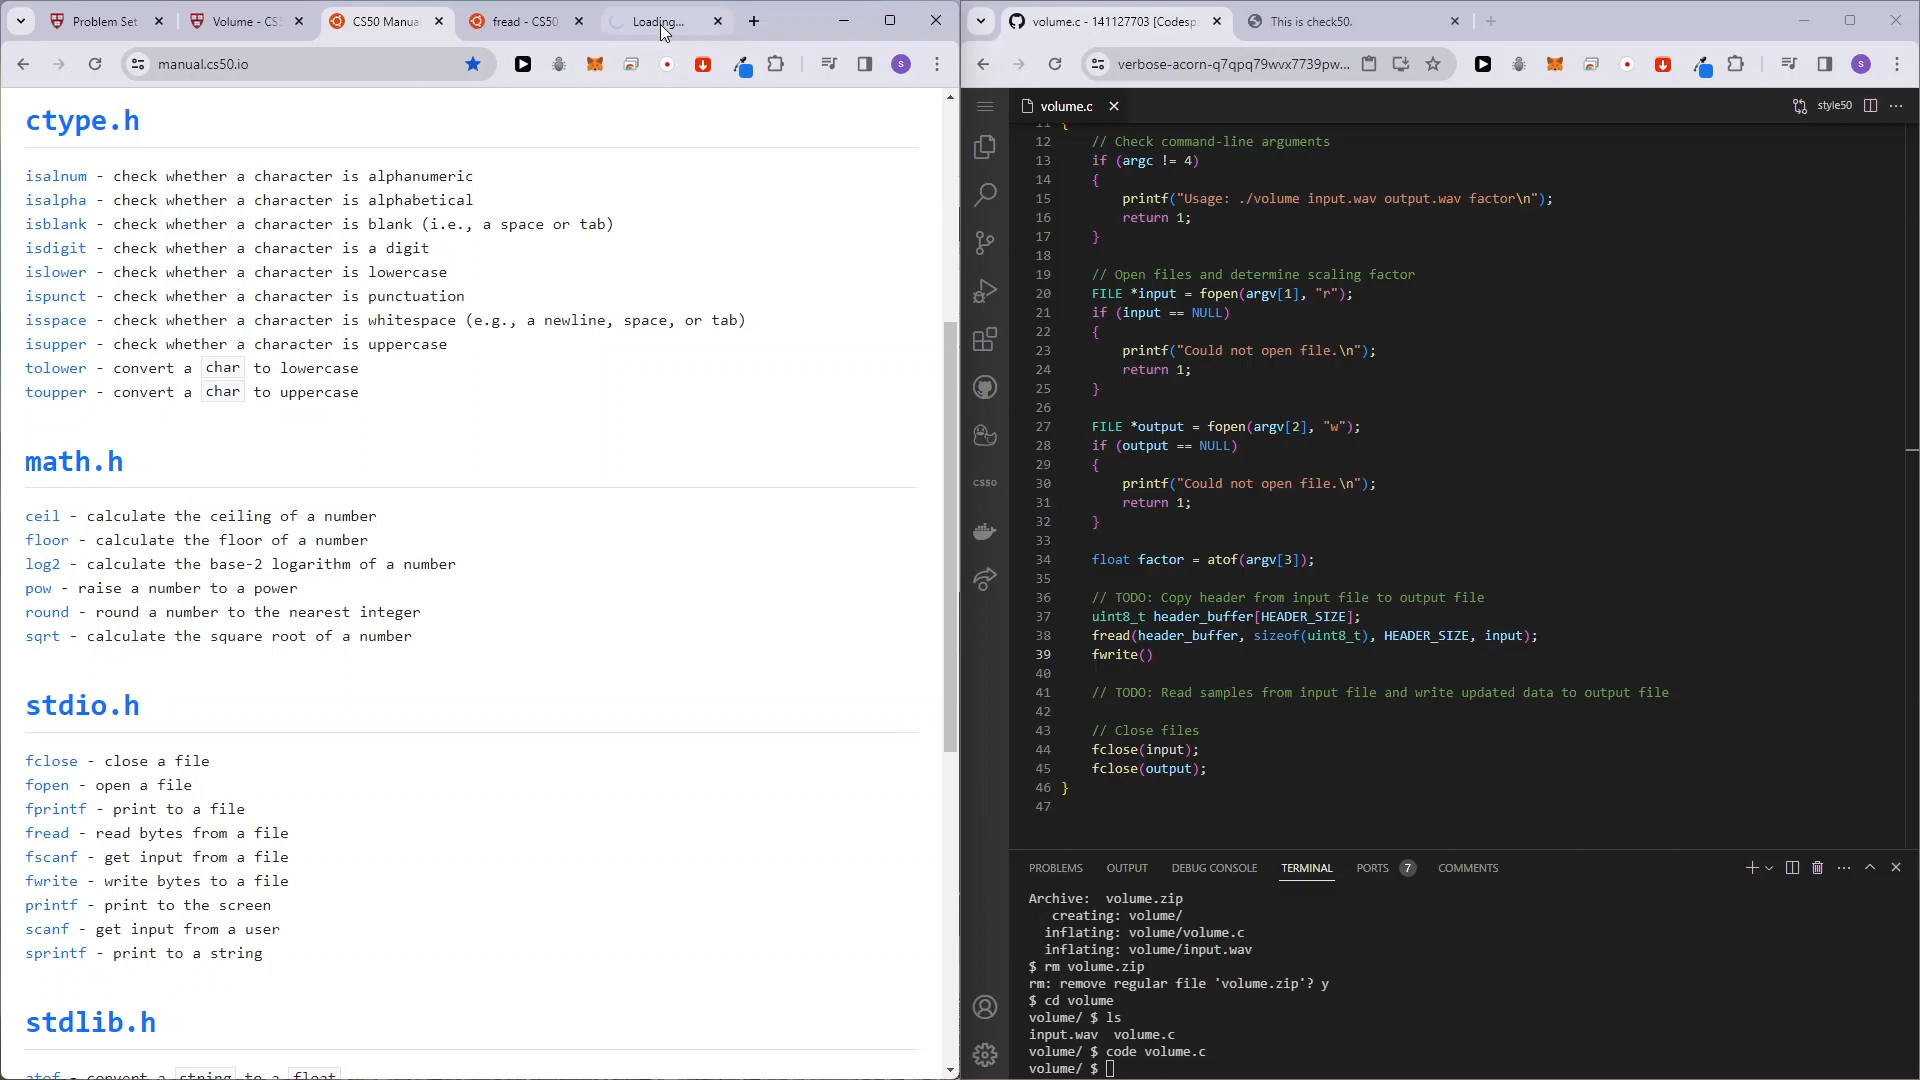 Problem Set
Volume - CS5
CS50 Manual
fread - CS50
Loading...
manual.cs50.io
S
ctype.h
isalnum - check whether a character is alphanumeric
isalpha - check whether a character is alphabetical
isblank - check whether a character is blank (i.e., a space or tab)
isdigit - check whether a character is a digit
islower - check whether a character is lowercase
ispunct - check whether a character is punctuation
isspace - check whether a character is whitespace (e.g., a newline, space, or tab)
isupper - check whether a character is uppercase
tolower - convert a char to lowercase
toupper - convert a char to uppercase
math.h
ceil - calculate the ceiling of a number
floor - calculate the floor of a number
log2 - calculate the base-2 logarithm of a number
pow - raise a number to a power
round - round a number to the nearest integer
sqrt - calculate the square root of a number
stdio.h
fclose - close a file
fopen - open a file
fprintf - print to a file
fread - read bytes from a file
fscanf - get input from a file
fwrite - write bytes to a file
printf - print to the screen
scanf - get input from a user
sprintf - print to a string
stdlib.h
atof - convert a string to a float
volume.c - 141127703 [Codesp
This is check50.
verbose-acorn-q7qpq79wvx7739pw...
S
volume.c
style50
CS50
11 {
12 // Check command-line arguments
13 if (argc != 4)
14 {
15 printf("Usage: ./volume input.wav output.wav factor\n");
16 return 1;
17 }
18
19 // Open files and determine scaling factor
20 FILE *input = fopen(argv[1], "r");
21 if (input == NULL)
22 {
23 printf("Could not open file.\n");
24 return 1;
25 }
26
27 FILE *output = fopen(argv[2], "w");
28 if (output == NULL)
29 {
30 printf("Could not open file.\n");
31 return 1;
32 }
33
34 float factor = atof(argv[3]);
35
36 // TODO: Copy header from input file to output file
37 uint8_t header_buffer[HEADER_SIZE];
38 fread(header_buffer, sizeof(uint8_t), HEADER_SIZE, input);
39 fwrite()
40
41 // TODO: Read samples from input file and write updated data to output file
42
43 // Close files
44 fclose(input);
45 fclose(output);
46 }
47
PROBLEMS OUTPUT DEBUG CONSOLE TERMINAL PORTS 7 COMMENTS
Archive:  volume.zip
creating: volume/
inflating: volume/volume.c
inflating: volume/input.wav
$ rm volume.zip
rm: remove regular file 'volume.zip'? y
$ cd volume
volume/ $ ls
input.wav  volume.c
volume/ $ code volume.c
volume/ $